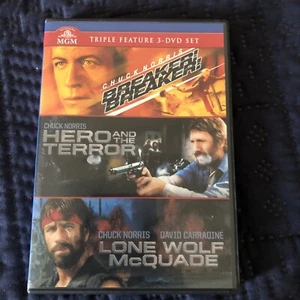 MGM
TRIPLE FEATURE 3-DVD SET
CHUCK NORRIS
BREAKER!
BREAKER!
CHUCK NORRIS
HERO AND THE
TERROR
CHUCK NORRIS DAVID CARRADINE
LONE WOLF
McQUADE